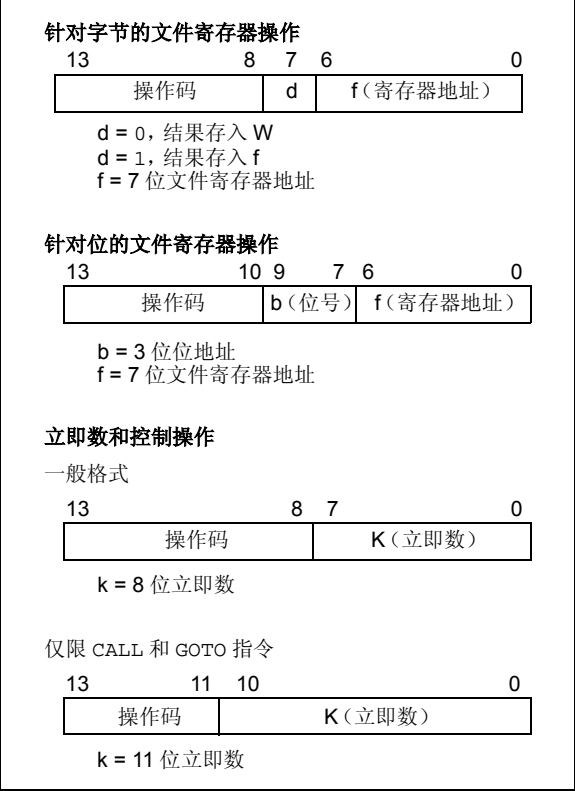 针对字节的文件寄存器操作
13 8 7 6 0
操作码 d f（寄存器地址）
d = 0，结果存入 W
d = 1，结果存入 f
f = 7 位文件寄存器地址
针对位的文件寄存器操作
13 10 9 7 6 0
操作码 b（位号） f（寄存器地址）
b = 3 位位地址
f = 7 位文件寄存器地址
立即数和控制操作
一般格式
13 8 7 0
操作码 K（立即数）
k = 8 位立即数
仅限 CALL 和 GOTO 指令
13 11 10 0
操作码 K（立即数）
k = 11 位立即数